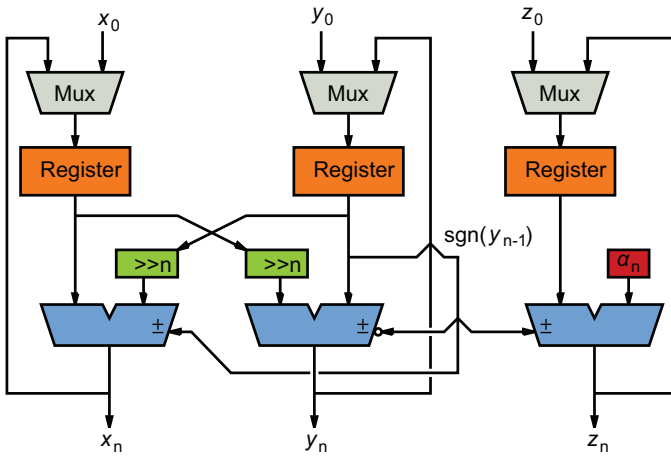 x0
y0
z0
Mux
Mux
Mux
Register
Register
Register
sgn(yn-1)
>>n
>>n
αn
±
±
±
xn
yn
zn